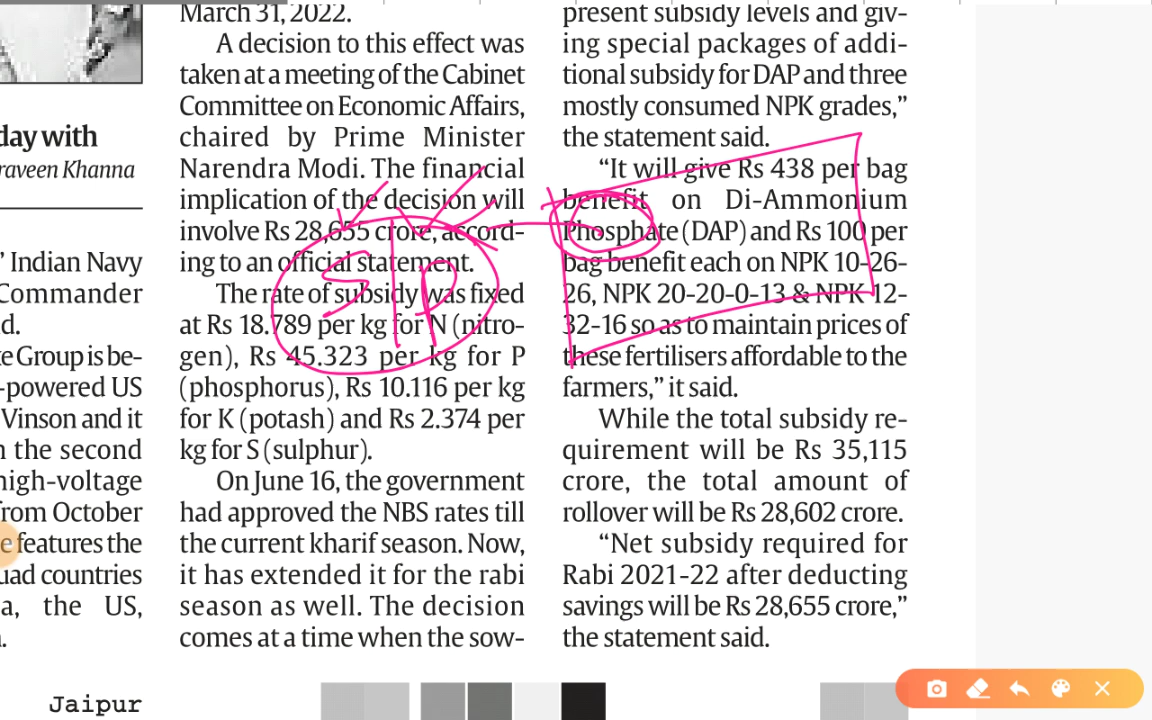 day with
raveen Khanna
" Indian Navy
Commander
d.
te Group is be-
-powered US
Vinson and it
n the second
high-voltage
from October
e features the
uad countries
a, the US,
March 31, 2022.
A decision to this effect was
taken at a meeting of the Cabinet
Committee on Economic Affairs,
chaired by Prime Minister
Narendra Modi. The financial
implication of the decision will
involve Rs 28,655 crore, accord-
ing to an official statement.
The rate of subsidy was fixed
at Rs 18.789 per kg for N (nitro-
gen), Rs 45.323 per kg for P
(phosphorus), Rs 10.116 per kg
for K (potash) and Rs 2.374 per
kg for S (sulphur).
On June 16, the government
had approved the NBS rates till
the current kharif season. Now,
it has extended it for the rabi
season as well. The decision
comes at a time when the sow-
present subsidy levels and giv-
ing special packages of addi-
tional subsidy for DAP and three
mostly consumed NPK grades,"
the statement said.
"It will give Rs 438 per bag
benefit on Di-Ammonium
Phosphate (DAP) and Rs 100 per
bag benefit each on NPK 10-26-
26, NPK 20-20-0-13 & NPK 12-
32-16 so as to maintain prices of
these fertilisers affordable to the
farmers," it said.
While the total subsidy re-
quirement will be Rs 35,115
crore, the total amount of
rollover will be Rs 28,602 crore.
"Net subsidy required for
Rabi 2021-22 after deducting
savings will be Rs 28,655 crore,"
the statement said.
Jaipur